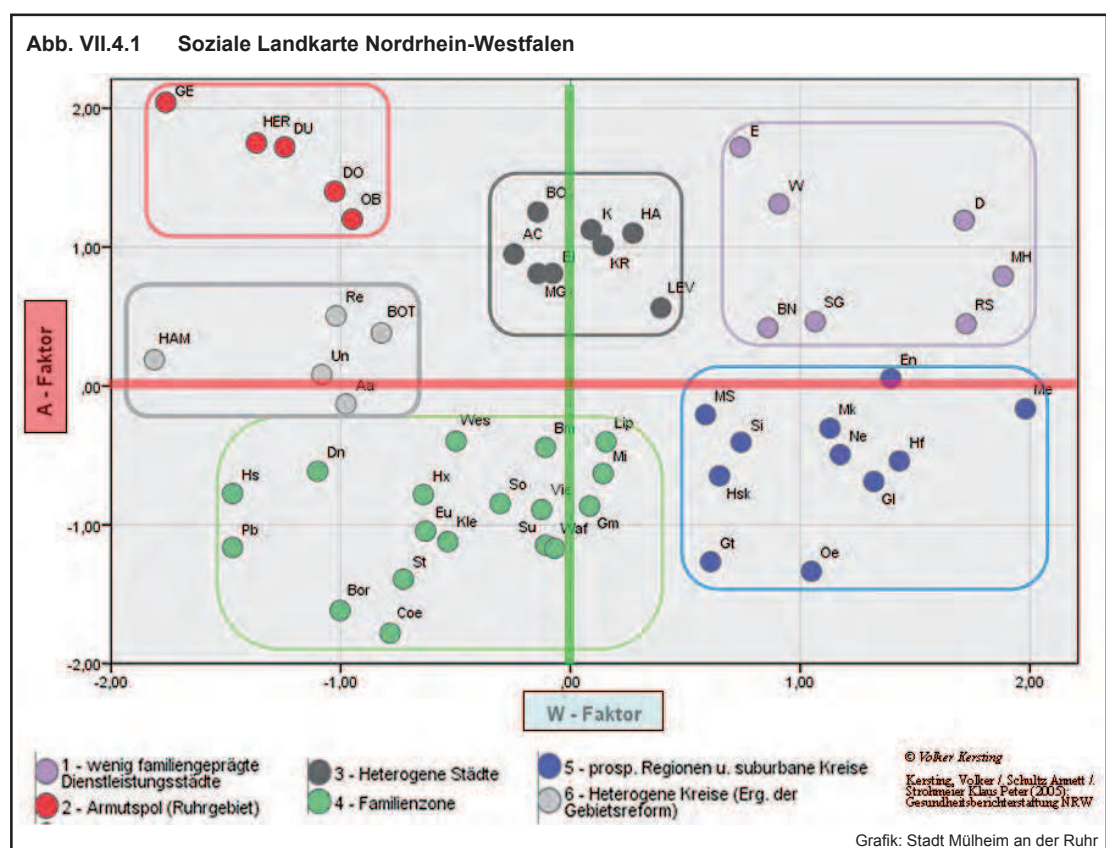 Abb. VII.4.1 Soziale Landkarte Nordrhein-Westfalen
GE
2,00
HER
DU
E
DO
OB
BO
K
HA
W
D
AC
1,00
KR
MG
LEV
MH
Re
BOT
BN
SG
RS
HAM
Un
En
,00
Aa
A - Faktor
MS
Si
Mk
Ne
Hf
Me
Wes
Lip
Mi
Dn
Hs
Hx
So
Vie
Hsk
Gl
Eu
Kle
Su
Waf
Gm
-1,00
Pb
St
Gt
Oe
Bor
Coe
-2,00
-2,00 -1,00 ,00 1,00 2,00
W - Faktor
1 - wenig familiengeprägte
Dienstleistungsstädte
2 - Armutspol (Ruhrgebiet)
3 - Heterogene Städte
4 - Familienzone
5 - prosp. Regionen u. suburbane Kreise
6 - Heterogene Kreise (Erg. der
Gebietsreform)
© Volker Kersting
Kersting, Volker /, Schultz Annett /.
Strohmeier Klaus Peter (2005):
Gesundheitsberichterstattung NRW
Grafik: Stadt Mülheim an der Ruhr